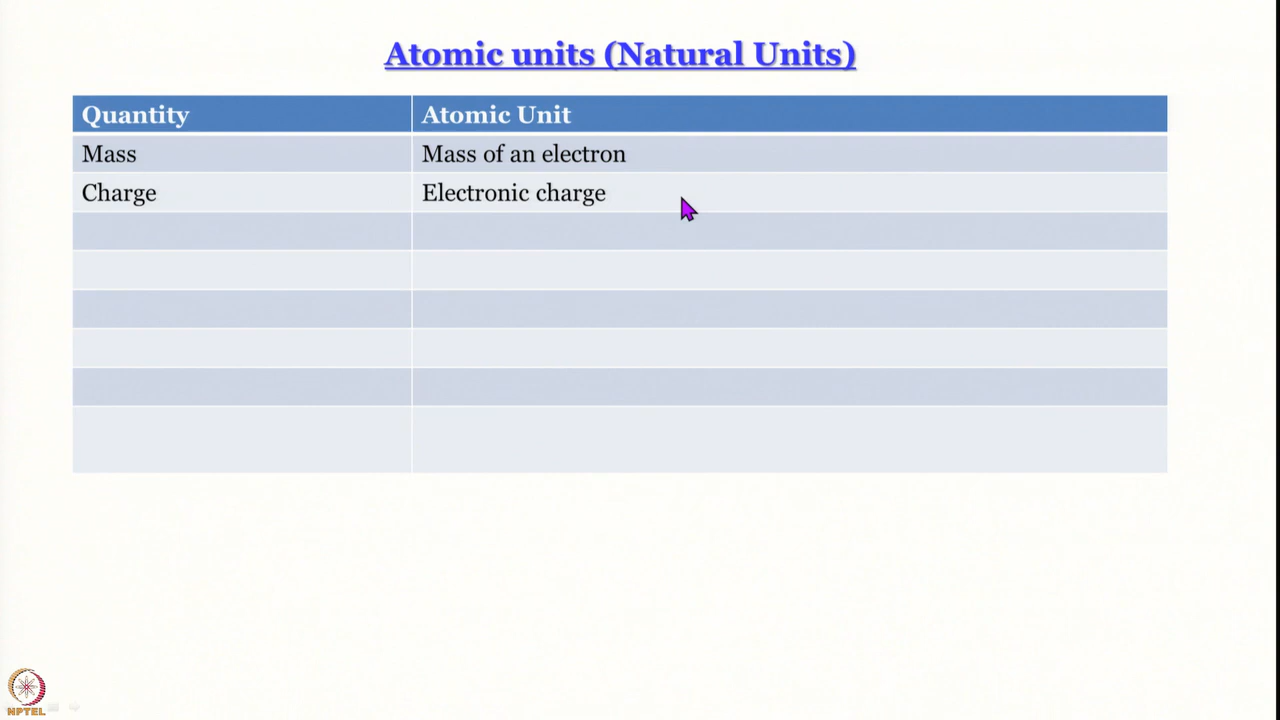 Atomic units (Natural Units)
Quantity Atomic Unit
Mass Mass of an electron
Charge Electronic charge
NPTEL